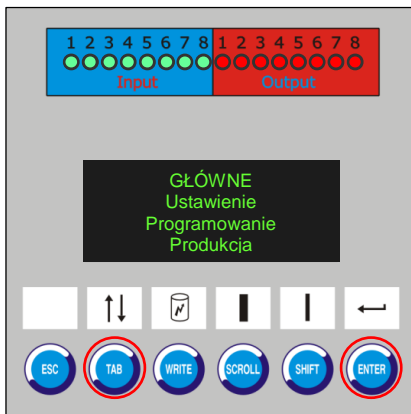 1 2 3 4 5 6 7 8 1 2 3 4 5 6 7 8
Input Output
GŁÓWNE
Ustawienie
Programowanie
Produkcja
ESC TAB WRITE SCROLL SHIFT ENTER